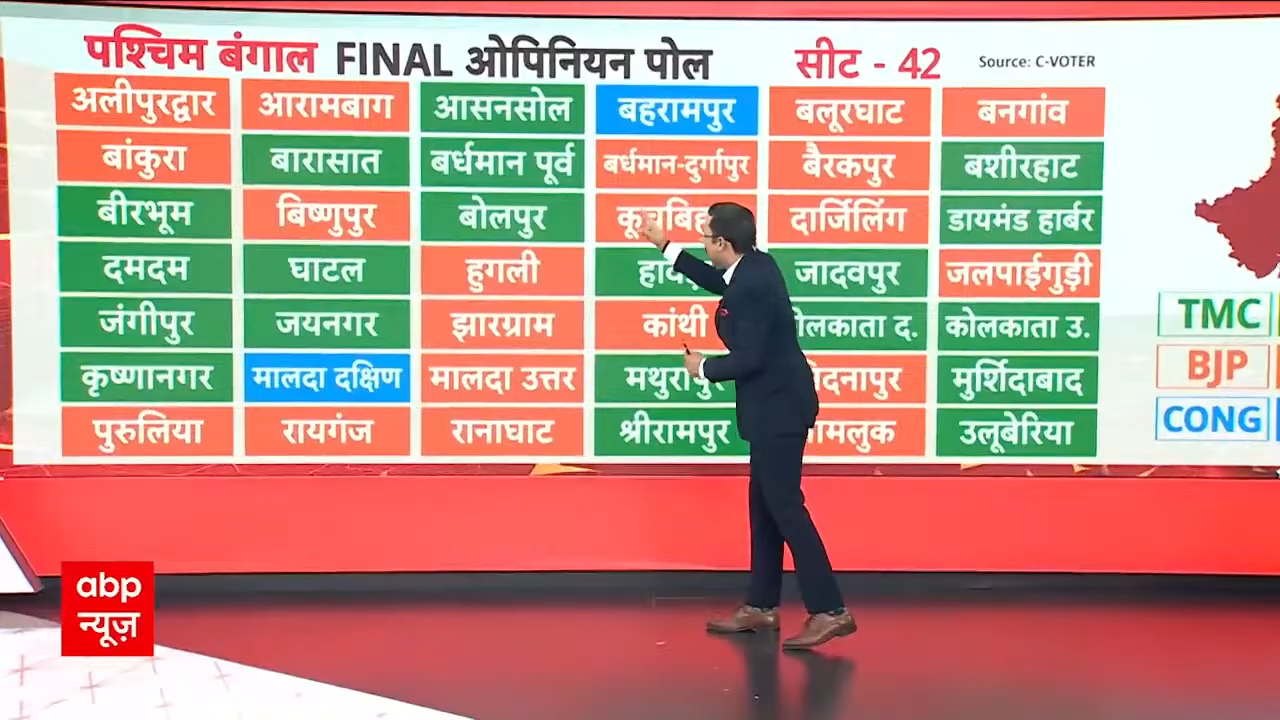 पश्चिम बंगाल FINAL ओपिनियन पोल सीट - 42 Source: C-VOTER
अलीपुरद्वार आरामबाग आसनसोल बहरामपुर बलूरघाट बनगांव
बांकुरा बारासात बर्धमान पूर्व बर्धमान-दुर्गापुर बैरकपुर बशीरहाट
बीरभूम बिष्णुपुर बोलपुर दार्जिलिंग डायमंड हार्बर
दमदम घाटल हुगली जादवपुर जलपाईगुड़ी
जंगीपुर जयनगर झारग्राम कांथी द. कोलकाता उ.
कृष्णानगर मालदा दक्षिण मालदा उत्तर मुर्शिदाबाद
पुरुलिया रायगंज रानाघाट श्रीरामपुर उलूबेरिया
TMC
BJP
CONG
abp
न्यूज़